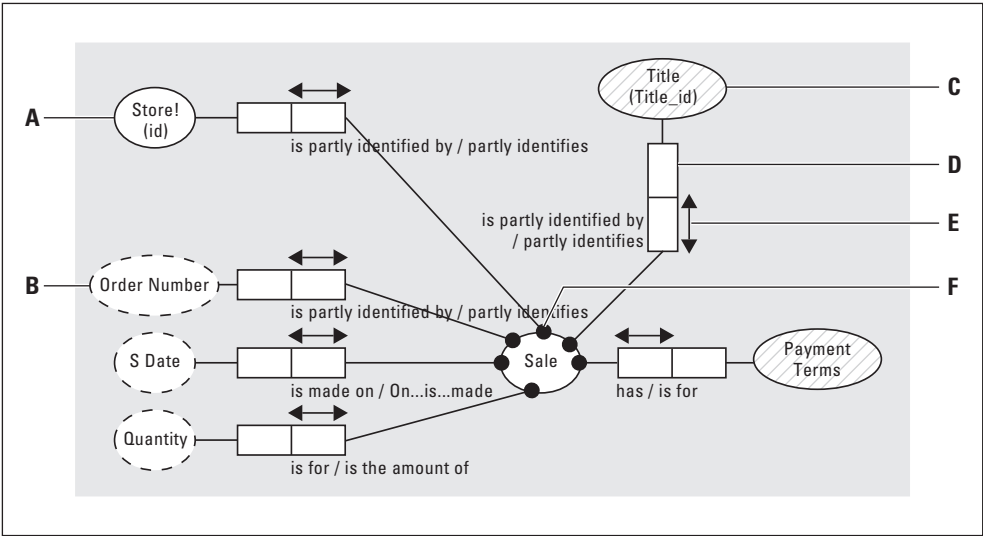 A
Store!
(id)
is partly identified by / partly identifies
Title
(Title_id)
C
D
is partly identified by
/ partly identifies
E
B
Order Number
is partly identified by / partly identifies
F
S Date
is made on / On...is...made
Sale
has / is for
Payment
Terms
Quantity
is for / is the amount of